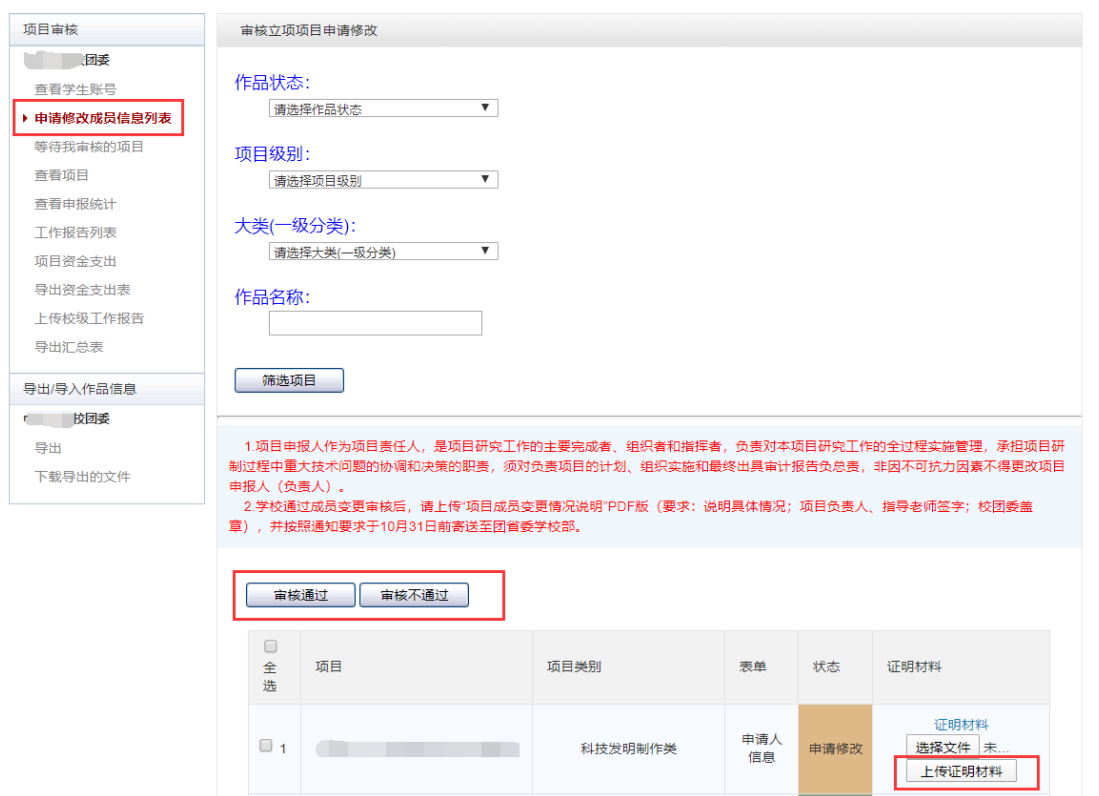 项目审核
团委
查看学生账号
申请修改成员信息列表
等待我审核的项目
查看项目
查看申报统计
工作报告列表
项目资金支出
导出资金支出表
上传校级工作报告
导出汇总表
导出/导入作品信息
校团委
导出
下载导出的文件
审核立项项目申请修改
作品状态:
请选择作品状态
项目级别:
请选择项目级别
大类(一级分类):
请选择大类(一级分类)
作品名称:
筛选项目
1.项目申报人作为项目责任人，是项目研究工作的主要完成者、组织者和指挥者，负责对本项目研究工作的全过程实施管理，承担项目研
制过程中重大技术问题的协调和决策的职责，须对负责项目的计划、组织实施和最终出具审计报告负总责，非因不可抗力因素不得更改项目
申报人（负责人）。
2.学校通过成员变更审核后，请上传“项目成员变更情况说明”PDF版（要求：说明具体情况；项目负责人、指导老师签字；校团委盖
章），并按照通知要求于10月31日前寄送至团省委学校部。
审核通过 审核不通过
全
选
项目 项目类别 表单 状态 证明材料
1 科技发明制作类 申请人
信息
申请修改
证明材料
选择文件 未...
上传证明材料